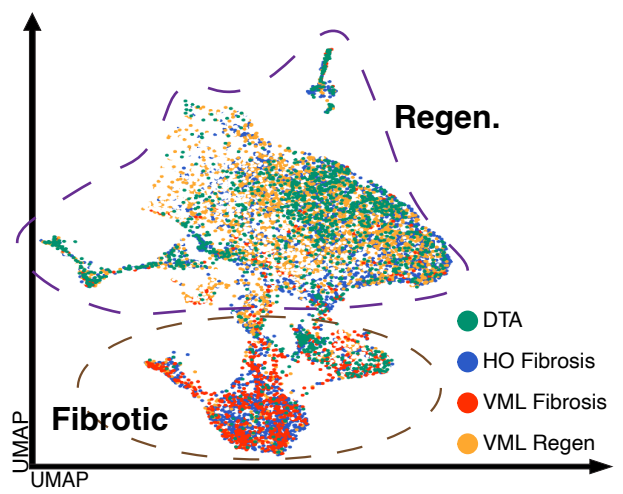 Regen.
DTA
HO Fibrosis
VML Fibrosis
Fibrotic
VML Regen
UMAP
UMAP